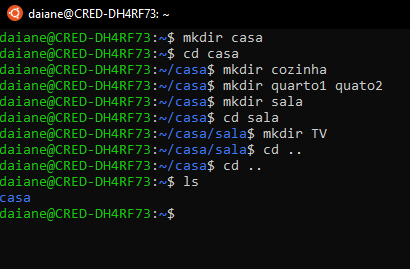 daiane@CRED-DH4RF73: ~
daiane@CRED-DH4RF73:~$ mkdir casa
daiane@CRED-DH4RF73:~$ cd casa
daiane@CRED-DH4RF73:~/casa$ mkdir cozinha
daiane@CRED-DH4RF73:~/casa$ mkdir quarto1 quato2
daiane@CRED-DH4RF73:~/casa$ mkdir sala
daiane@CRED-DH4RF73:~/casa$ cd sala
daiane@CRED-DH4RF73:~/casa/sala$ mkdir TV
daiane@CRED-DH4RF73:~/casa/sala$ cd ..
daiane@CRED-DH4RF73:~/casa$ cd ..
daiane@CRED-DH4RF73:~$ ls
casa
daiane@CRED-DH4RF73:~$